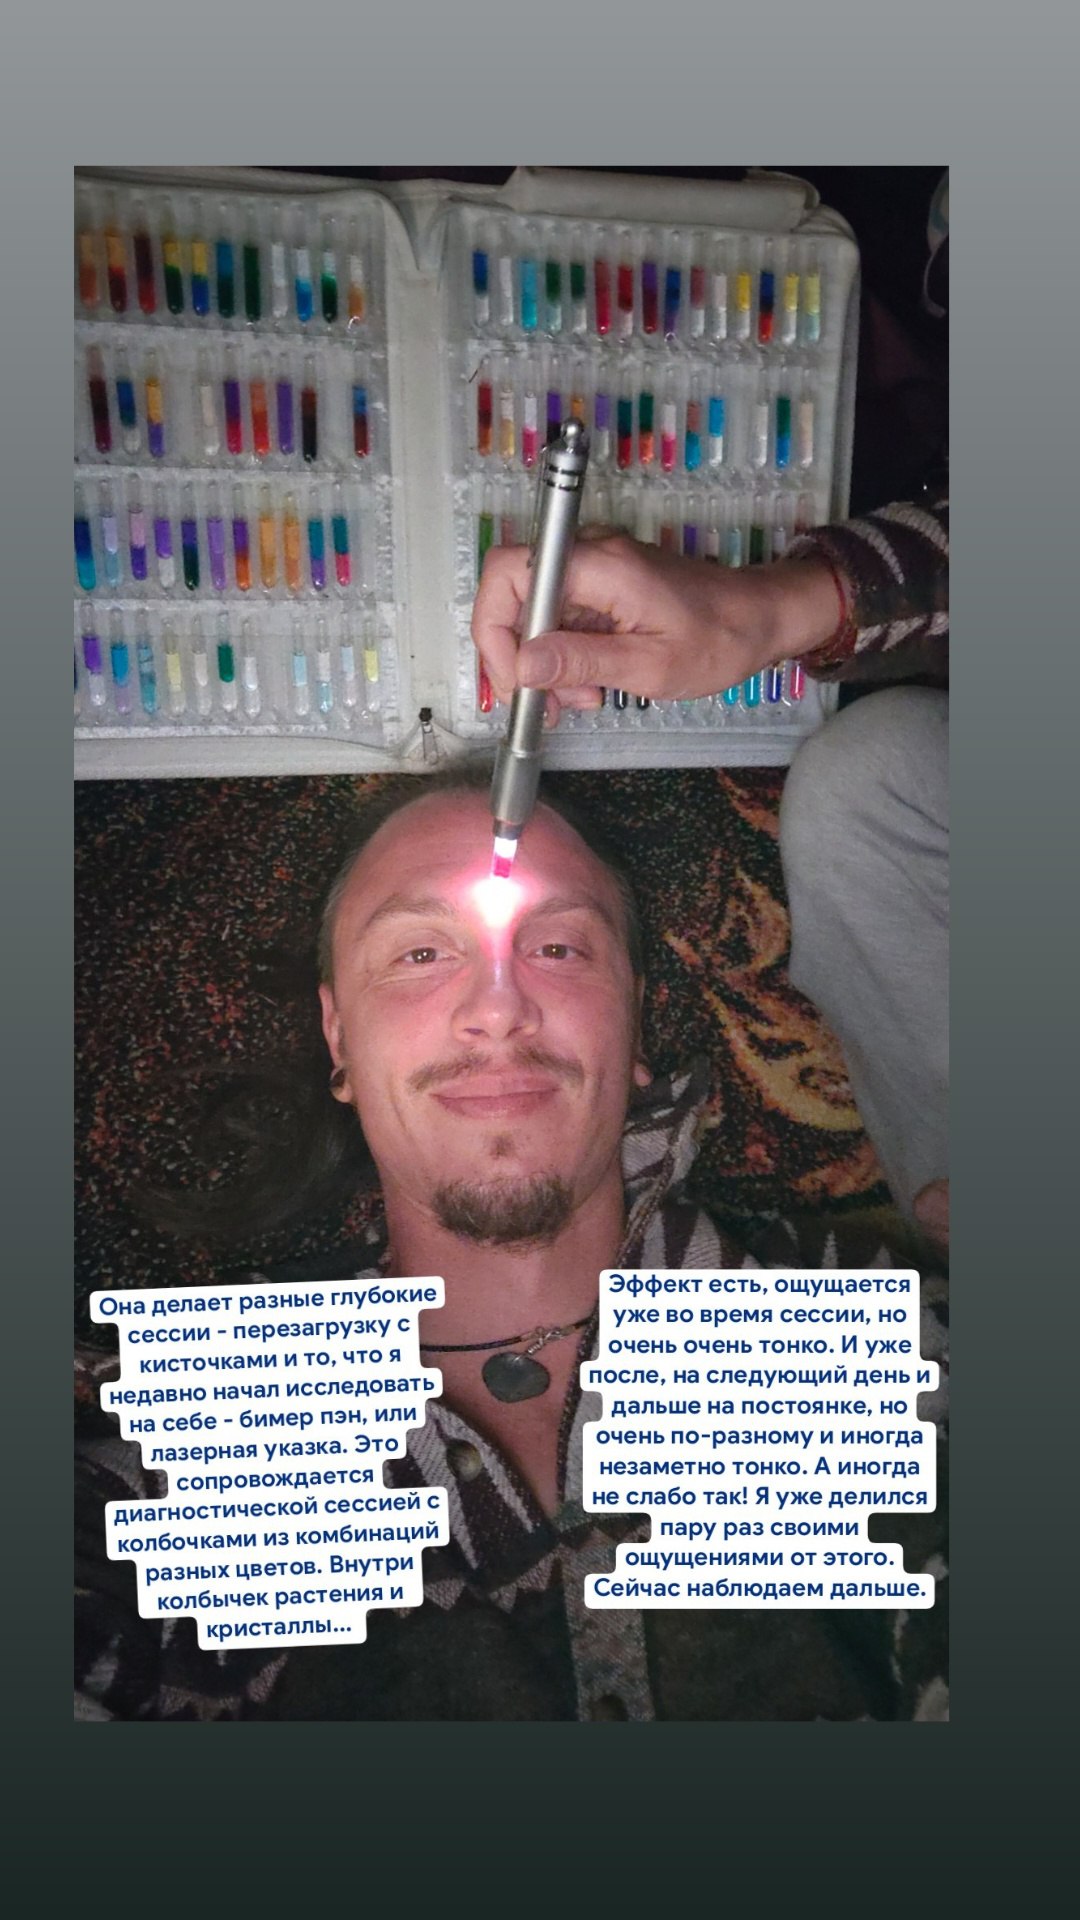 Она делает разные глубокие
сессии - перезагрузку с
кисточками и то, что я
недавно начал исследовать
на себе - бимер пэн, или
лазерная указка. Это
сопровождается
диагностической сессией с
колбочками из комбинаций
разных цветов. Внутри
колбычек растения и
кристаллы...
Эффект есть, ощущается
уже во время сессии, но
очень очень тонко. И уже
после, на следующий день и
дальше на постоянке, но
очень по-разному и иногда
незаметно тонко. А иногда
не слабо так! Я уже делился
пару раз своими
ощущениями от этого.
Сейчас наблюдаем дальше.